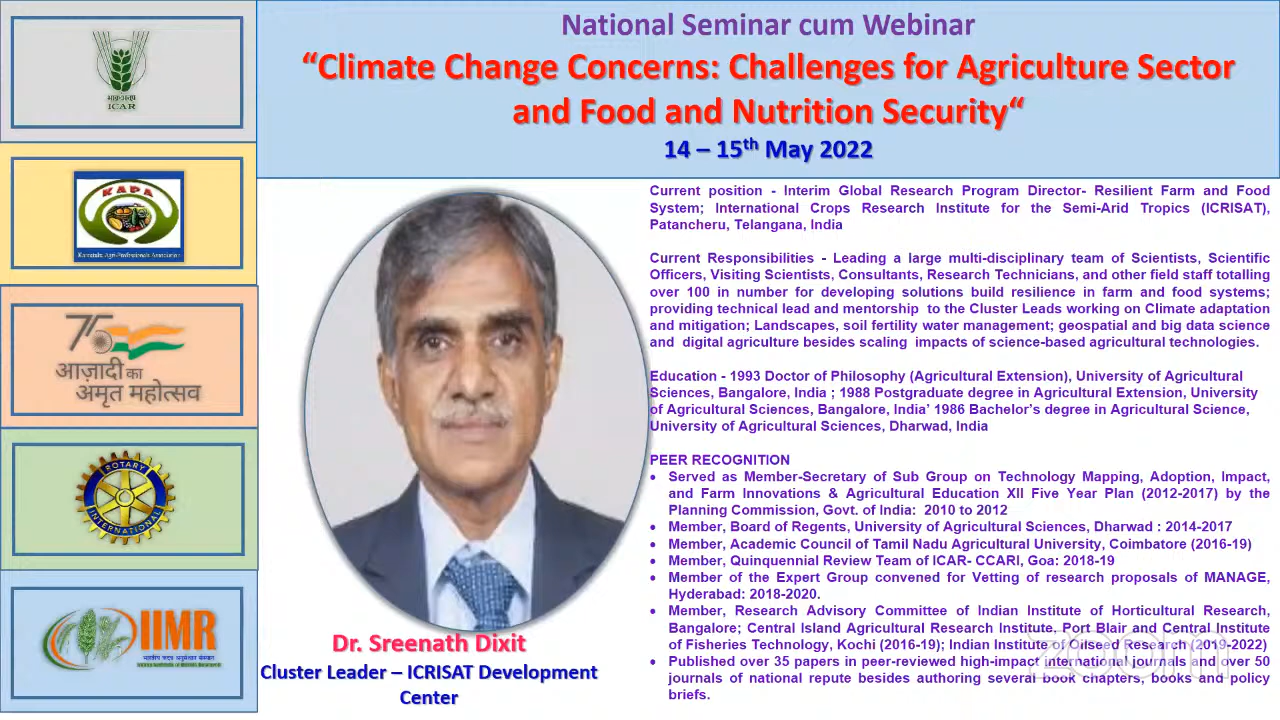 National Seminar cum Webinar
“Climate Change Concerns: Challenges for Agriculture Sector
and Food and Nutrition Security“
14 – 15th May 2022
भाकृअनुप
ICAR
KAPA
Karnataka Agri-Professionals Association
75
आज़ादी का
अमृत महोत्सव
ROTARY
INTERNATIONAL
IIMR
Dr. Sreenath Dixit
Cluster Leader – ICRISAT Development
Center
Current position - Interim Global Research Program Director- Resilient Farm and Food
System; International Crops Research Institute for the Semi-Arid Tropics (ICRISAT),
Patancheru, Telangana, India
Current Responsibilities - Leading a large multi-disciplinary team of Scientists, Scientific
Officers, Visiting Scientists, Consultants, Research Technicians, and other field staff totalling
over 100 in number for developing solutions build resilience in farm and food systems;
providing technical lead and mentorship to the Cluster Leads working on Climate adaptation
and mitigation; Landscapes, soil fertility water management; geospatial and big data science
and digital agriculture besides scaling impacts of science-based agricultural technologies.
Education - 1993 Doctor of Philosophy (Agricultural Extension), University of Agricultural
Sciences, Bangalore, India ; 1988 Postgraduate degree in Agricultural Extension, University
of Agricultural Sciences, Bangalore, India’ 1986 Bachelor’s degree in Agricultural Science,
University of Agricultural Sciences, Dharwad, India
PEER RECOGNITION
• Served as Member-Secretary of Sub Group on Technology Mapping, Adoption, Impact,
and Farm Innovations & Agricultural Education XII Five Year Plan (2012-2017) by the
Planning Commission, Govt. of India: 2010 to 2012
• Member, Board of Regents, University of Agricultural Sciences, Dharwad : 2014-2017
• Member, Academic Council of Tamil Nadu Agricultural University, Coimbatore (2016-19)
• Member, Quinquennial Review Team of ICAR- CCARI, Goa: 2018-19
• Member of the Expert Group convened for Vetting of research proposals of MANAGE,
Hyderabad: 2018-2020.
• Member, Research Advisory Committee of Indian Institute of Horticultural Research,
Bangalore; Central Island Agricultural Research Institute. Port Blair and Central Institute
of Fisheries Technology, Kochi (2016-19); Indian Institute of Oilseed Research (2019-2022)
• Published over 35 papers in peer-reviewed high-impact international journals and over 50
journals of national repute besides authoring several book chapters, books and policy
briefs.
zoom